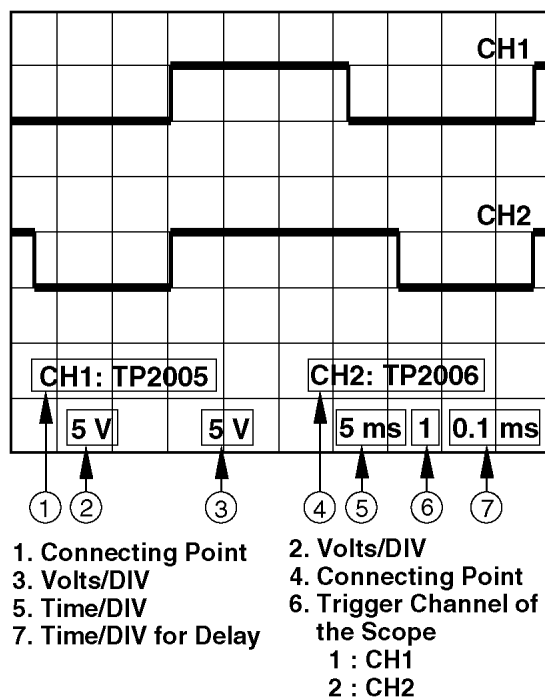 CH1
CH2
CH1: TP2005 CH2: TP2006
5 V 5 V 5 ms 1 0.1 ms
1 2 3 4 5 6 7
1. Connecting Point
3. Volts/DIV
5. Time/DIV
7. Time/DIV for Delay
2. Volts/DIV
4. Connecting Point
6. Trigger Channel of
the Scope
1 : CH1
2 : CH2